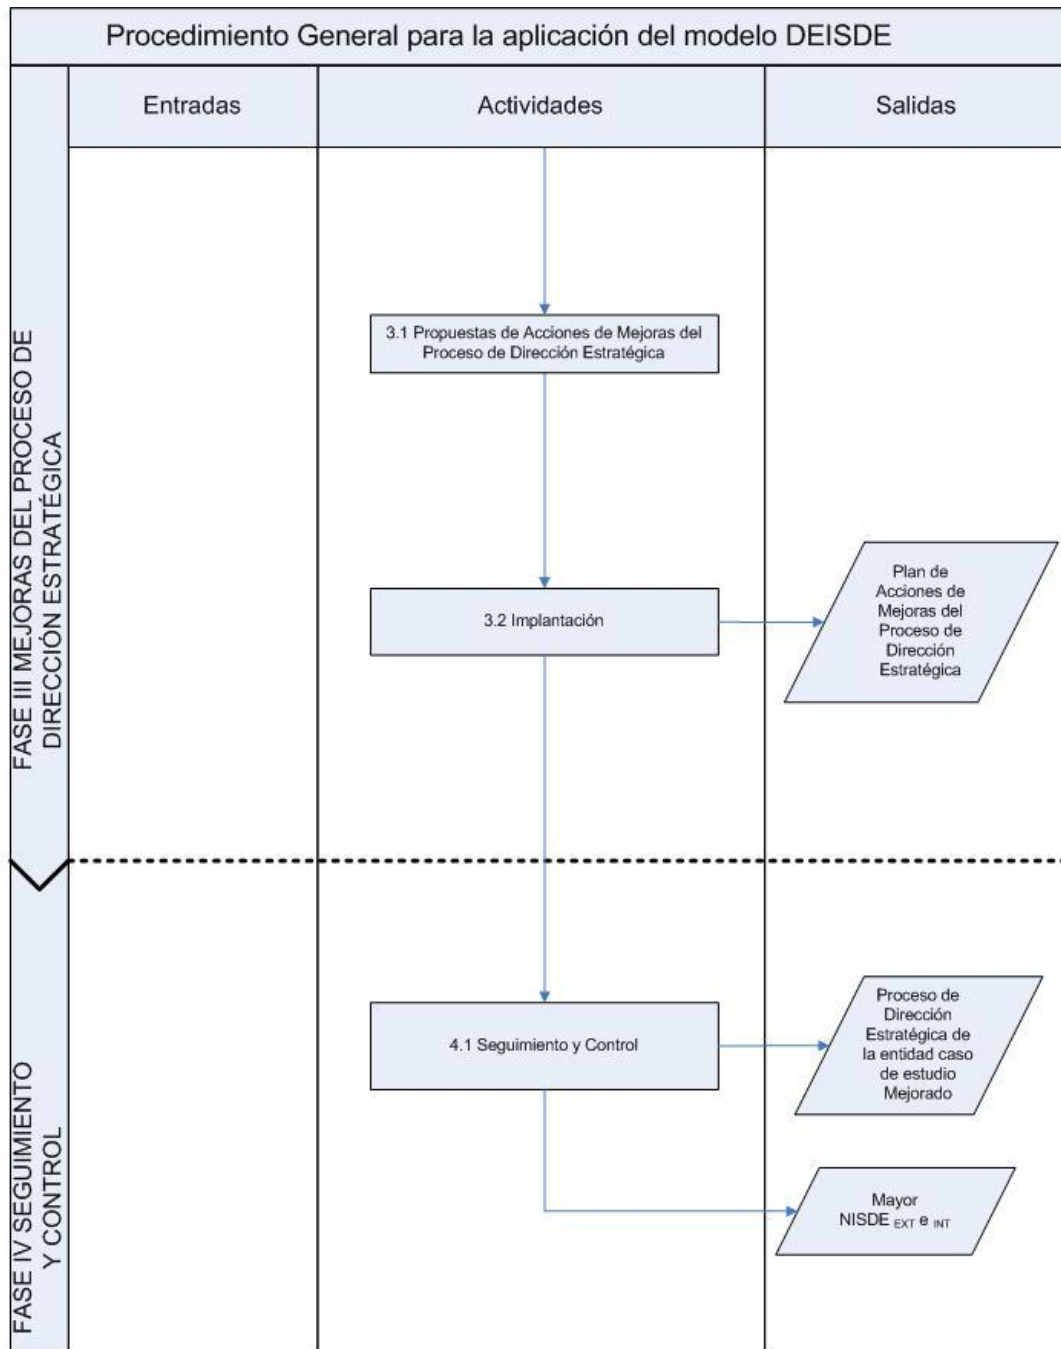 Procedimiento General para la aplicación del modelo DEISDE
Entradas
Actividades
Salidas
FASE III MEJORAS DEL PROCESO DE
DIRECCIÓN ESTRATÉGICA
3.1 Propuestas de Acciones de Mejoras del
Proceso de Dirección Estratégica
3.2 Implantación
Plan de
Acciones de
Mejoras del
Proceso de
Dirección
Estratégica
FASE IV SEGUIMIENTO
Y CONTROL
4.1 Seguimiento y Control
Proceso de
Dirección
Estratégica de
la entidad caso
de estudio
Mejorado
Mayor
NISDE EXT e INT